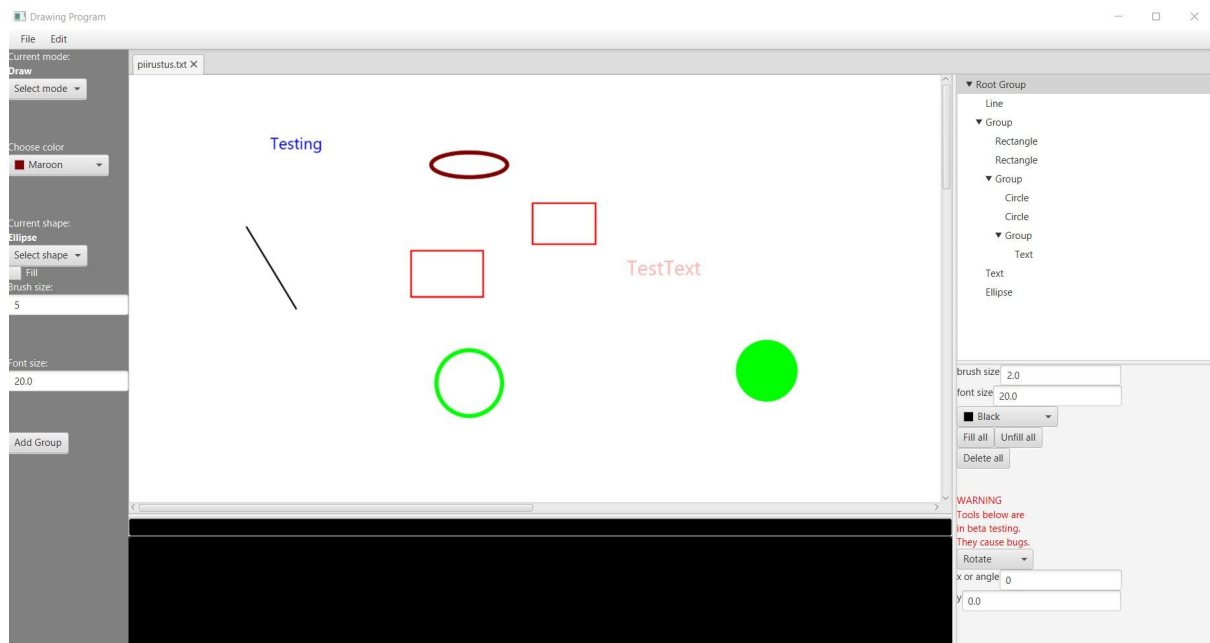 Drawing Program
File Edit
Current mode:
Draw
Select mode
Choose color
Maroon
Current shape:
Ellipse
Select shape
Fill
Brush size:
5
Font size:
20.0
Add Group
piirustus.txt
Testing
TestText
Root Group
Line
Group
Rectangle
Rectangle
Group
Circle
Circle
Group
Text
Text
Ellipse
brush size 2.0
font size 20.0
Black
Fill all Unfill all
Delete all
WARNING
Tools below are
in beta testing.
They cause bugs.
Rotate
x or angle 0
y 0.0